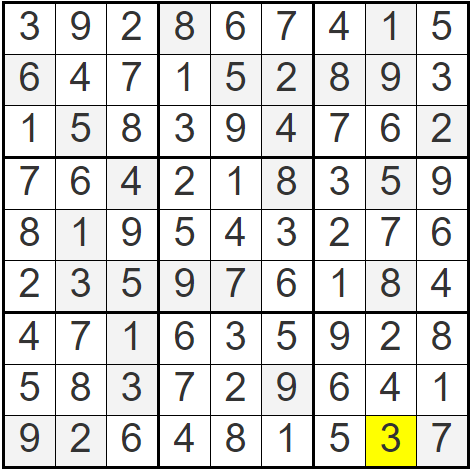 3 9 2 8 6 7 4 1 5
6 4 7 1 5 2 8 9 3
1 5 8 3 9 4 7 6 2
7 6 4 2 1 8 3 5 9
8 1 9 5 4 3 2 7 6
2 3 5 9 7 6 1 8 4
4 7 1 6 3 5 9 2 8
5 8 3 7 2 9 6 4 1
9 2 6 4 8 1 5 3 7